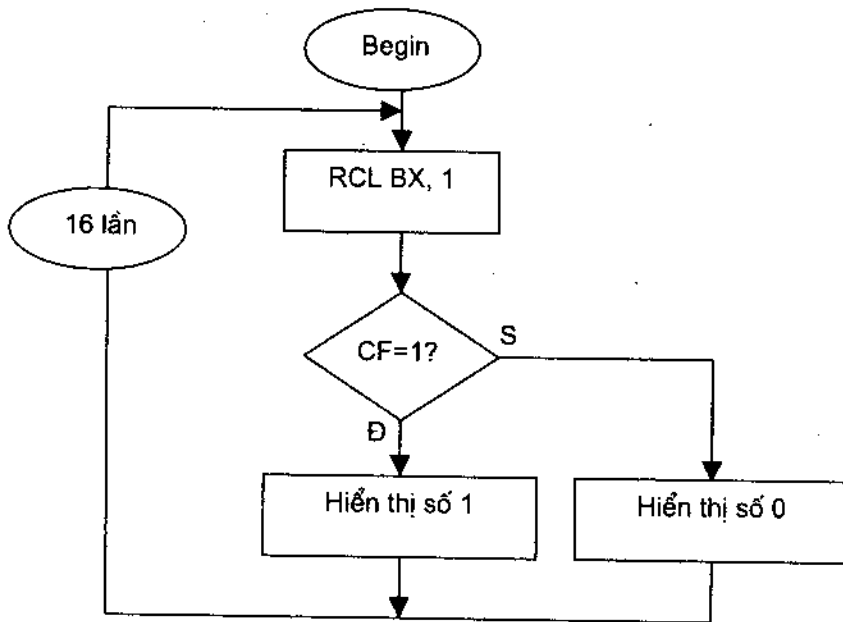 Begin
RCL BX, 1
16 lần
CF=1?
S
Đ
Hiển thị số 1
Hiển thị số 0